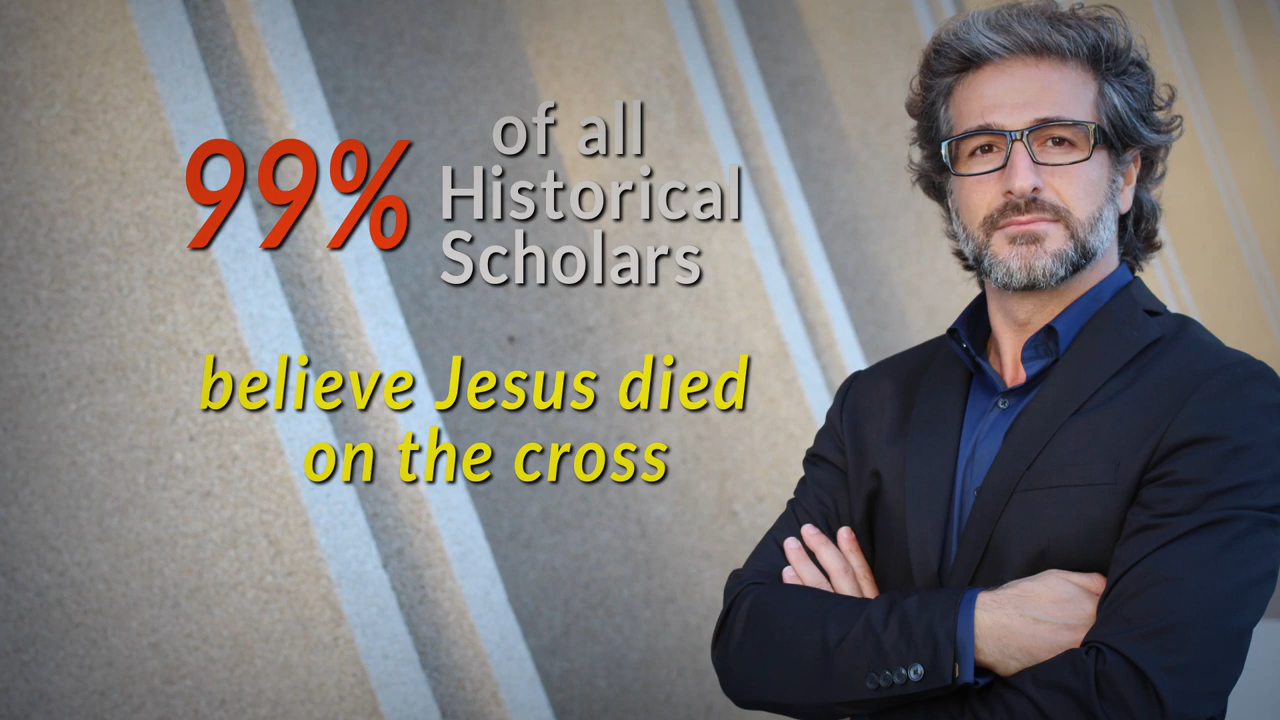 99%
of all
Historical
Scholars
believe Jesus died
on the cross